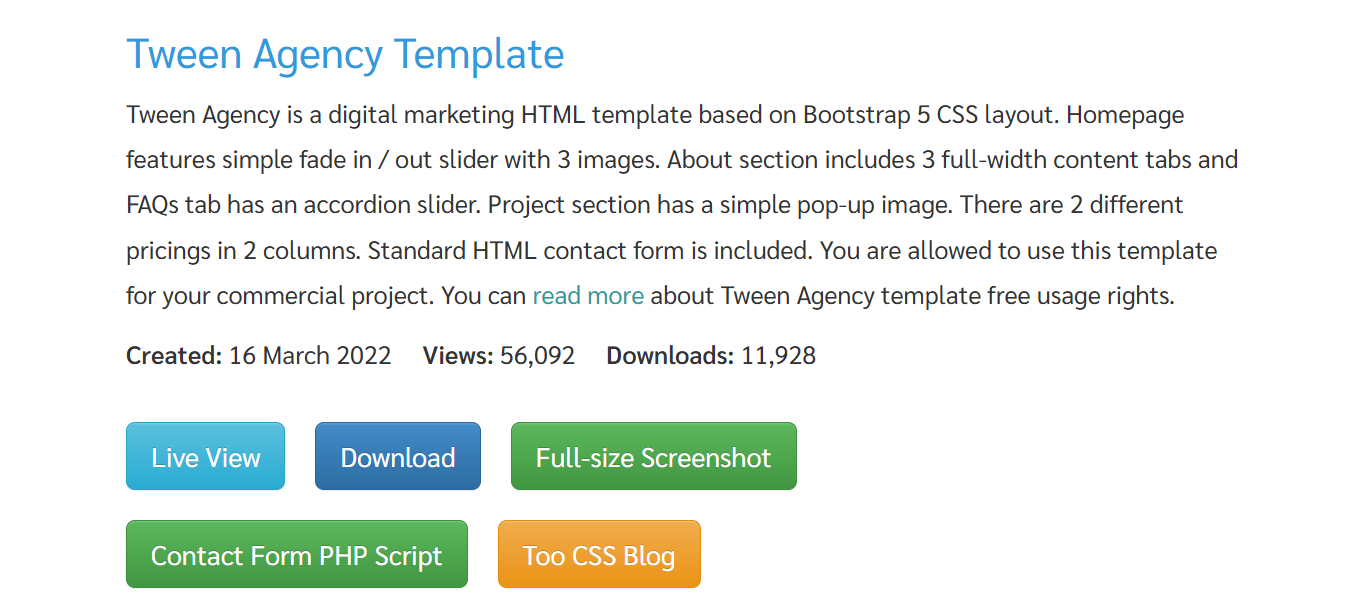 Tween Agency Template
Tween Agency is a digital marketing HTML template based on Bootstrap 5 CSS layout. Homepage
features simple fade in / out slider with 3 images. About section includes 3 full-width content tabs and
FAQs tab has an accordion slider. Project section has a simple pop-up image. There are 2 different
pricings in 2 columns. Standard HTML contact form is included. You are allowed to use this template
for your commercial project. You can read more about Tween Agency template free usage rights.
Created: 16 March 2022 Views: 56,092 Downloads: 11,928
Live View Download Full-size Screenshot
Contact Form PHP Script Too CSS Blog